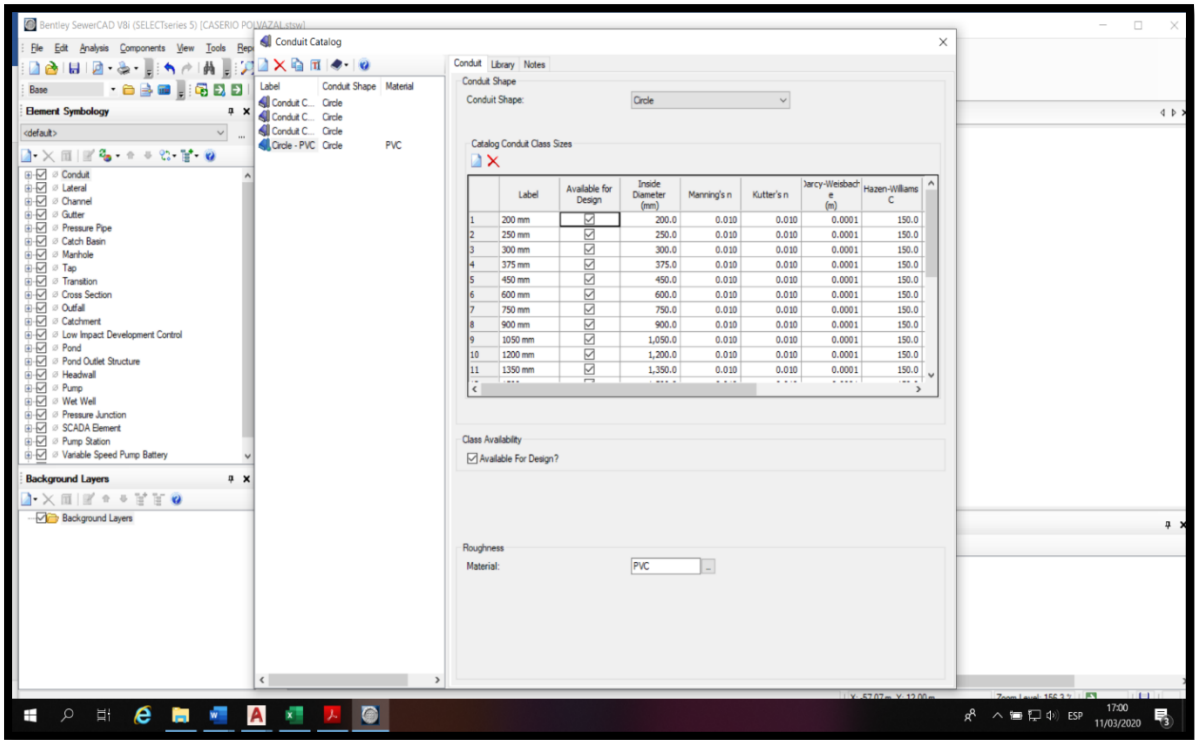 Bentley SewerCAD V8i (SELECTseries 5) [CASERIO POLVAZAL.stsw]
File Edit Analysis Components View Tools Rep
Base
Element Symbology
<default>
Conduit
Lateral
Channel
Gutter
Pressure Pipe
Catch Basin
Manhole
Tap
Transition
Cross Section
Outfall
Catchment
Low Impact Development Control
Pond
Pond Outlet Structure
Headwall
Pump
Wet Well
Pressure Junction
SCADA Element
Pump Station
Variable Speed Pump Battery
Background Layers
Background Layers
Conduit Catalog
Label Conduit Shape Material
Conduit C... Circle
Conduit C... Circle
Conduit C... Circle
Circle - PVC Circle PVC
Conduit Library Notes
Conduit Shape
Conduit Shape: Circle
Catalog Conduit Class Sizes
Label Available for Design Inside Diameter (mm) Manning's n Kutter's n Darcy-Weisbach e (m) Hazen-Williams C
1 200 mm 200.0 0.010 0.010 0.0001 150.0
2 250 mm 250.0 0.010 0.010 0.0001 150.0
3 300 mm 300.0 0.010 0.010 0.0001 150.0
4 375 mm 375.0 0.010 0.010 0.0001 150.0
5 450 mm 450.0 0.010 0.010 0.0001 150.0
6 600 mm 600.0 0.010 0.010 0.0001 150.0
7 750 mm 750.0 0.010 0.010 0.0001 150.0
8 900 mm 900.0 0.010 0.010 0.0001 150.0
9 1050 mm 1,050.0 0.010 0.010 0.0001 150.0
10 1200 mm 1,200.0 0.010 0.010 0.0001 150.0
11 1350 mm 1,350.0 0.010 0.010 0.0001 150.0
Class Availability
Available For Design?
Roughness
Material: PVC
X: -57.07 m, Y: 12.00 m Zoom Level: 156.3 %
ESP
17:00
11/03/2020
3